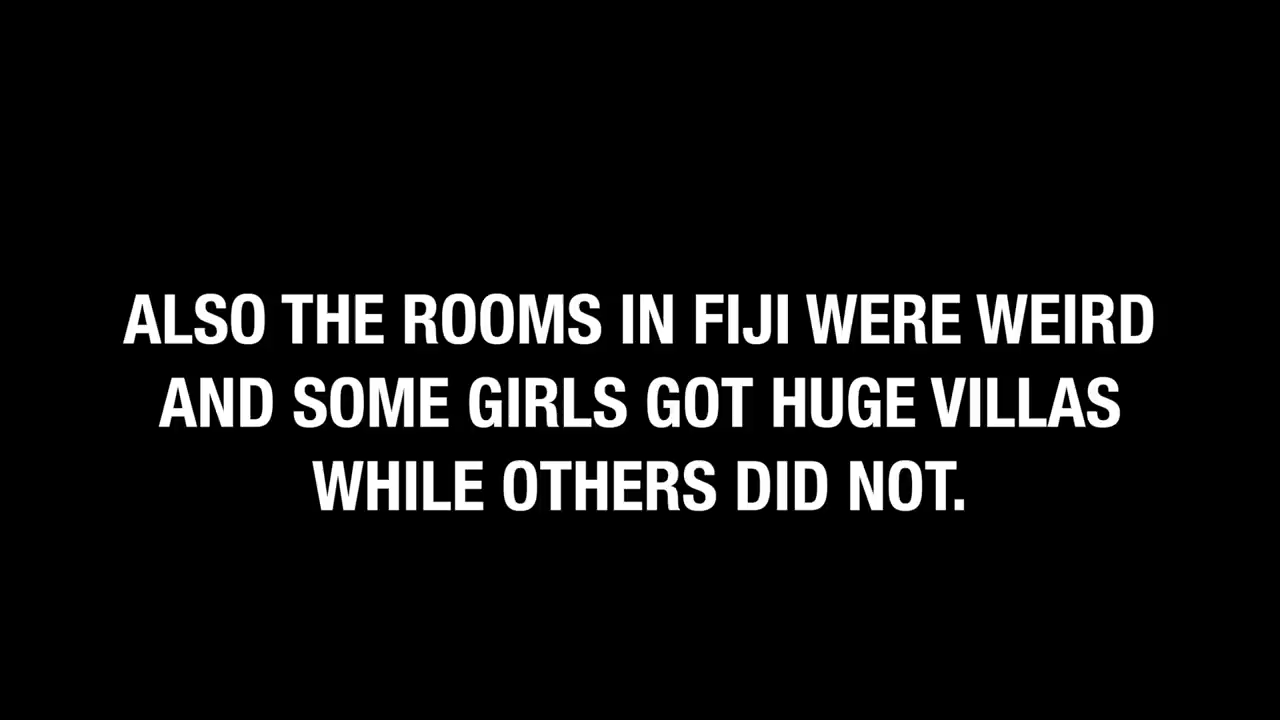 ALSO THE ROOMS IN FIJI WERE WEIRD
AND SOME GIRLS GOT HUGE VILLAS
WHILE OTHERS DID NOT.